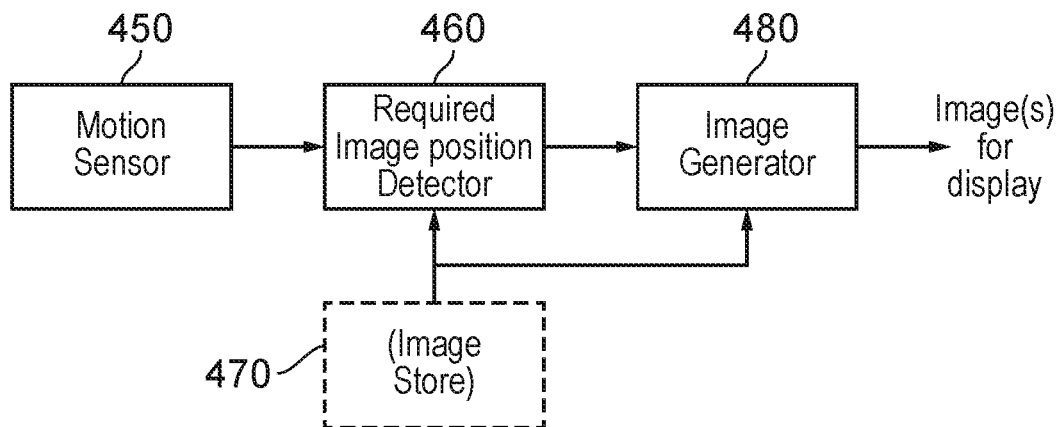 450
460
480
Motion
Sensor
Required
Image position
Detector
Image
Generator
Image(s)
for
display
470
(Image
Store)